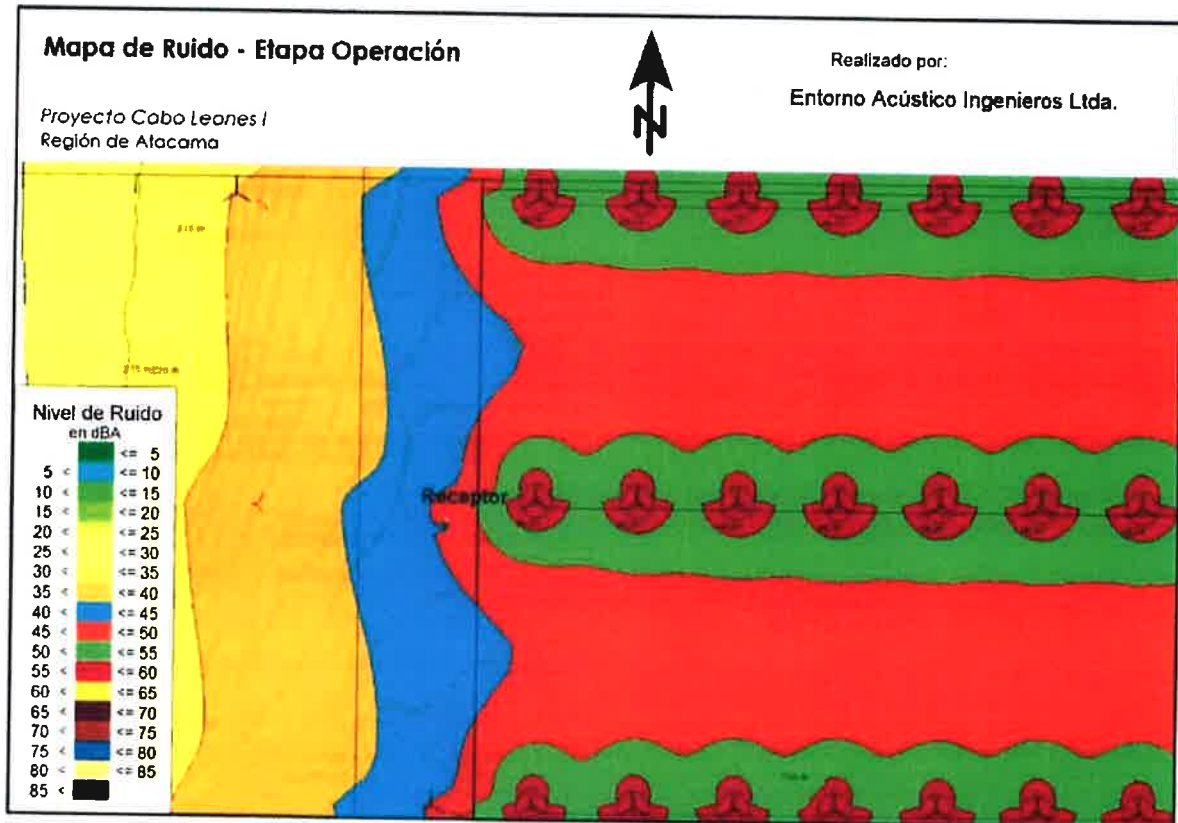 Mapa de Ruido - Etapa Operación
Proyecto Cabo Leones I
Región de Atacama
N
Realizado por:
Entorno Acústico Ingenieros Ltda.
Receptor
Nivel de Ruido
en dBA
<= 5
5 < <= 10
10 < <= 15
15 < <= 20
20 < <= 25
25 < <= 30
30 < <= 35
35 < <= 40
40 < <= 45
45 < <= 50
50 < <= 55
55 < <= 60
60 < <= 65
65 < <= 70
70 < <= 75
75 < <= 80
80 < <= 85
85 <